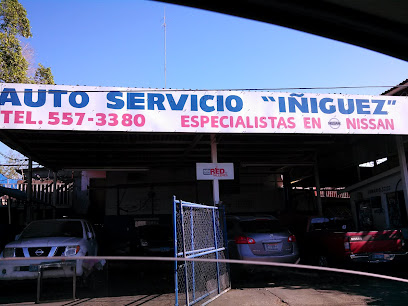 AUTO SERVICIO "IÑIGUEZ"
TEL. 557-3380 ESPECIALISTAS EN NISSAN
RED